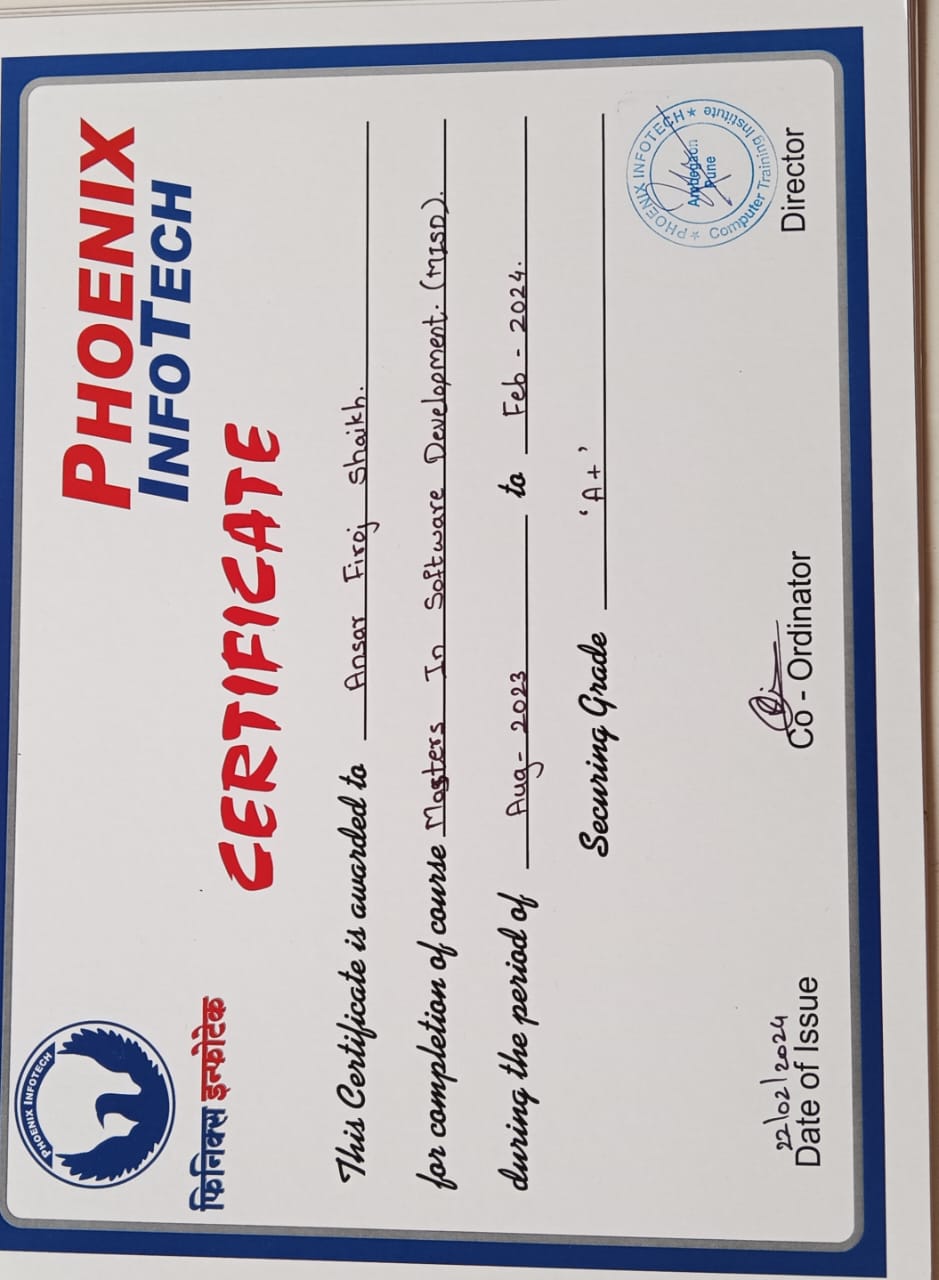 PHOENIX INFOTECH
PHOENIX
INFOTECH
फिनिक्स इन्फोटेक
CERTIFICATE
This Certificate is awarded to Ansar Firoj Shaikh.
for completion of course Masters In Software Development. (MISD).
during the period of Aug - 2023 to Feb - 2024.
Securing Grade 'A+'
PHOENIX INFOTECH
Computer Training Institute
Ambegaon
Pune
22/02/2024
Date of Issue
Co - Ordinator
Director